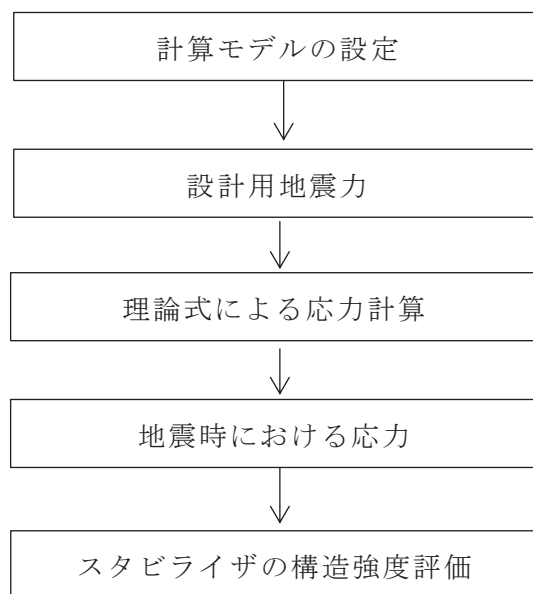 計算モデルの設定
設計用地震力
理論式による応力計算
地震時における応力
スタビライザの構造強度評価